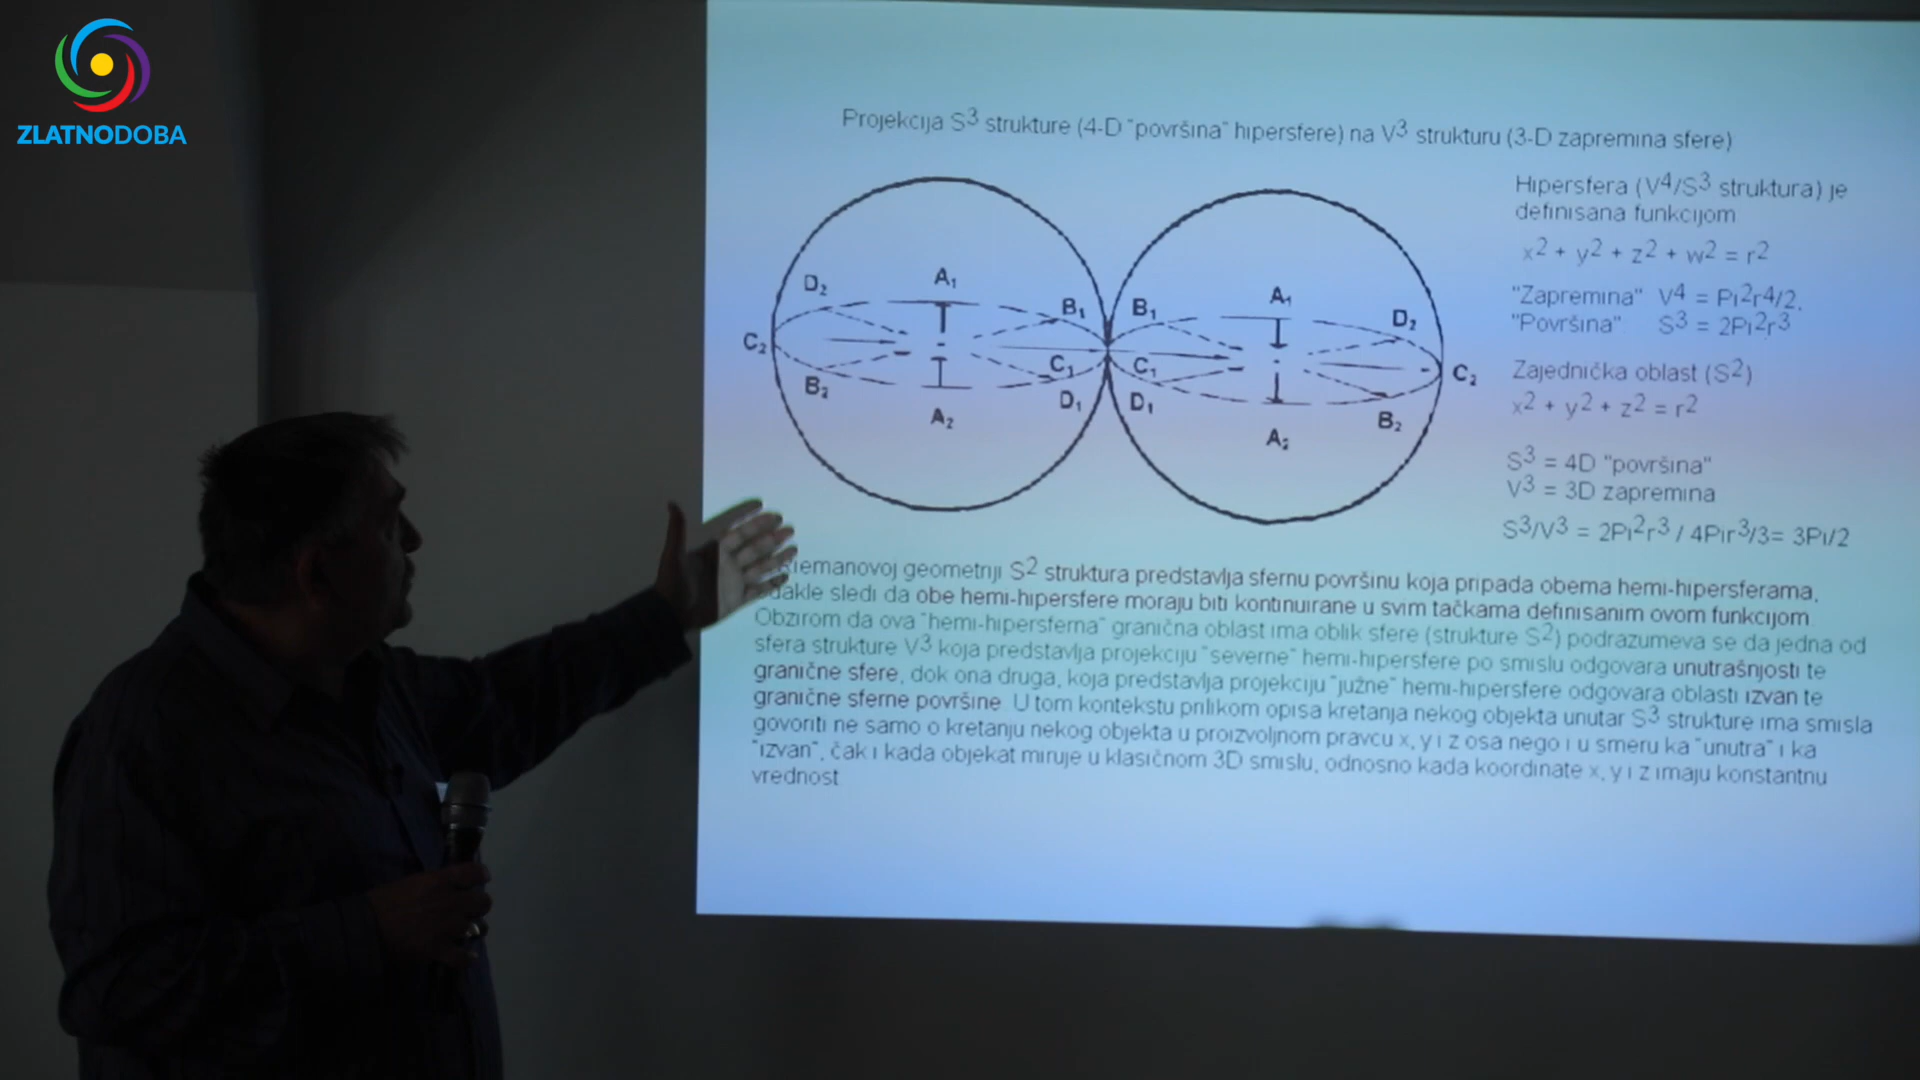 ZLATNODOBA
Projekcija S3 strukture (4-D "površina" hipersfere) na V3 strukturu (3-D zapremina sfere)
D2 A1 B1 B1 A1 D2
C2 C1 C1 C2
B2 A2 D1 D1 A2 B2
Hipersfera (V4/S3 struktura) je
definisana funkcijom
x2 + y2 + z2 + w2 = r2
"Zapremina" V4 = Pi2r4/2.
"Površina" S3 = 2Pi2r3
Zajednička oblast (S2)
x2 + y2 + z2 = r2
S3 = 4D "površina"
V3 = 3D zapremina
S3/V3 = 2Pi2r3 / 4Pir3/3= 3Pi/2
geometriji S2 struktura predstavlja sfernu površinu koja pripada obema hemi-hipersferama,
dakle sledi da obe hemi-hipersfere moraju biti kontinuirane u svim tačkama definisanim ovom funkcijom
Obzirom da ova "hemi-hipersferna" granična oblast ima oblik sfere (strukture S2) podrazumeva se da jedna od
sfera strukture V3 koja predstavlja projekciju "severne" hemi-hipersfere po smislu odgovara unutrašnjosti te
granične sfere, dok ona druga, koja predstavlja projekciju "južne" hemi-hipersfere odgovara oblasti izvan te
granične sferne površine. U tom kontekstu prilikom opisa kretanja nekog objekta unutar S3 strukture ima smisla
govoriti ne samo o kretanju nekog objekta u proizvoljnom pravcu x, y i z osa nego i u smeru ka "unutra" i ka
"izvan", čak i kada objekat miruje u klasičnom 3D smislu, odnosno kada koordinate x, y i z imaju konstantnu
vrednost